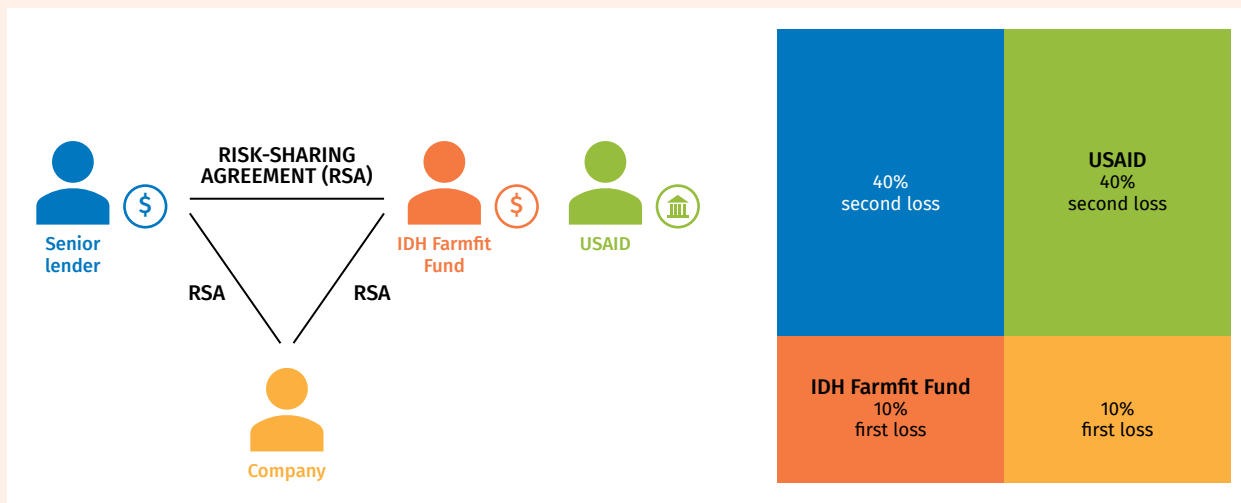 RISK-SHARING
AGREEMENT (RSA)
$
$
Senior
lender
IDH Farmfit
Fund
USAID
RSA
RSA
Company
40%
second loss
USAID
40%
second loss
IDH Farmfit Fund
10%
first loss
10%
first loss